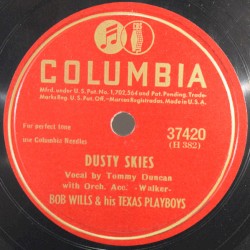 COLUMBIA
Mfrd. under U.S. Pat. No. 1,702,564 and Pat. Pending. Trade-
Marks Reg. U.S. Pat. Off.-Marcas Registradas. Made in U.S.A.
For perfect tone
use Columbia Needles
37420
(H 382)
DUSTY SKIES
Vocal by Tommy Duncan
with Orch. Acc. -Walker-
BOB WILLS & his TEXAS PLAYBOYS